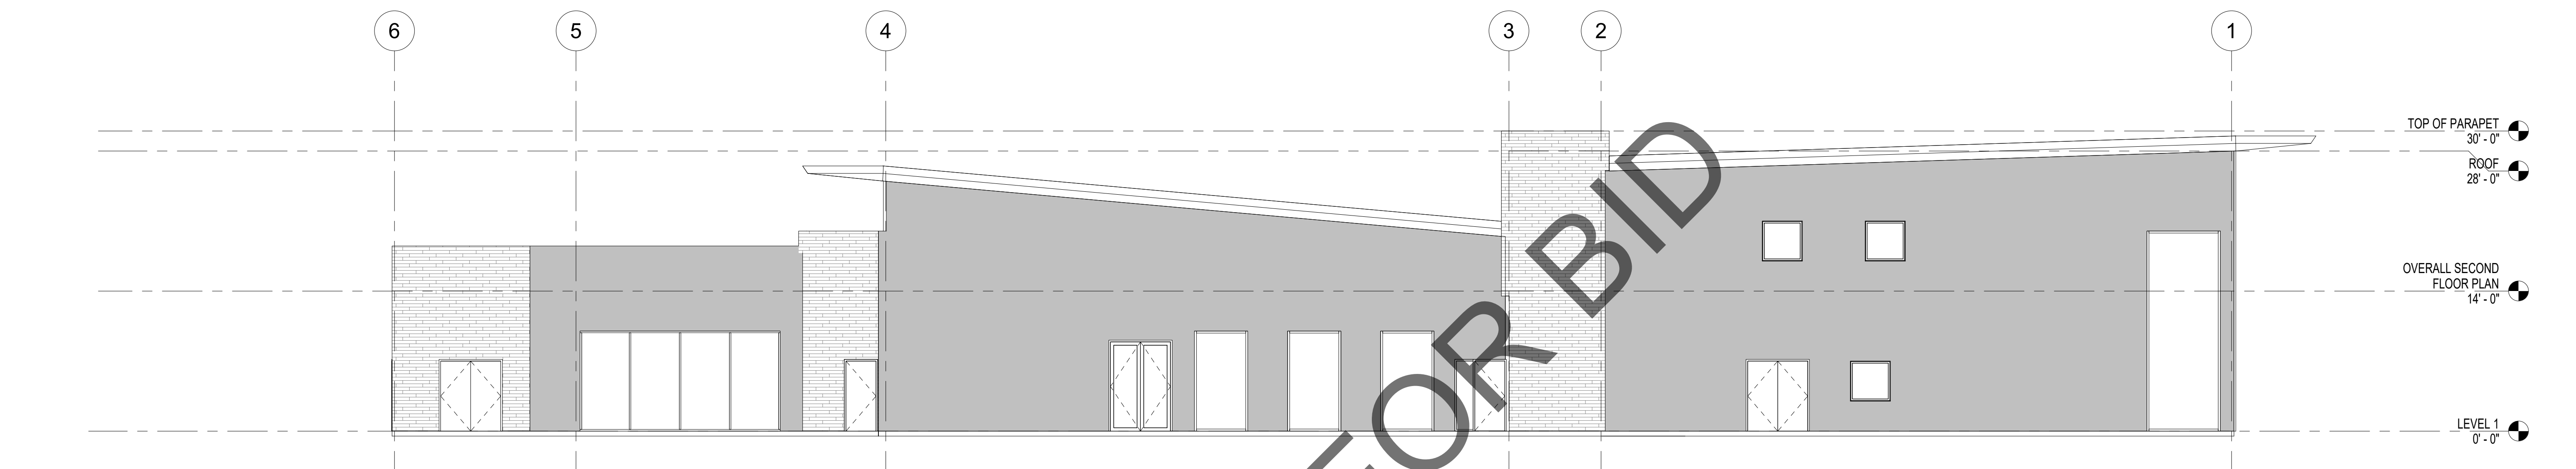 6
5
4
3
2
1
TOP OF PARAPET
30' - 0"
ROOF
28' - 0"
OVERALL SECOND
FLOOR PLAN
14' - 0"
LEVEL 1
0' - 0"
FOR BID